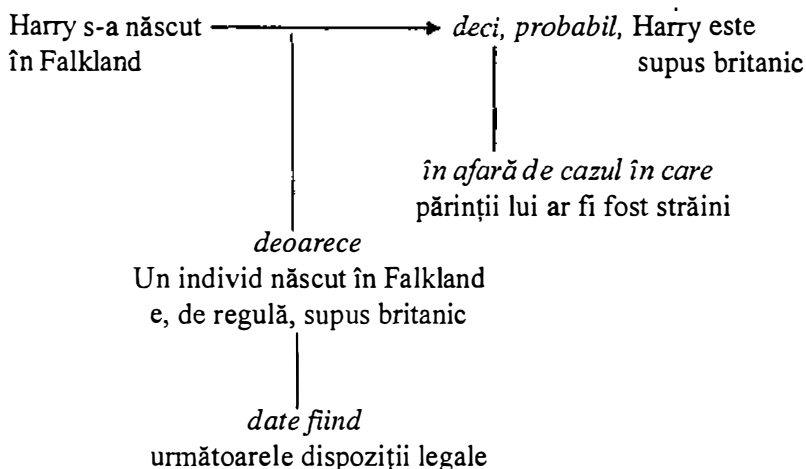 Harry s-a născut
în Falkland
deci, probabil, Harry este
supus britanic
în afară de cazul în care
părinții lui ar fi fost străini
deoarece
Un individ născut în Falkland
e, de regulă, supus britanic
date fiind
următoarele dispoziții legale